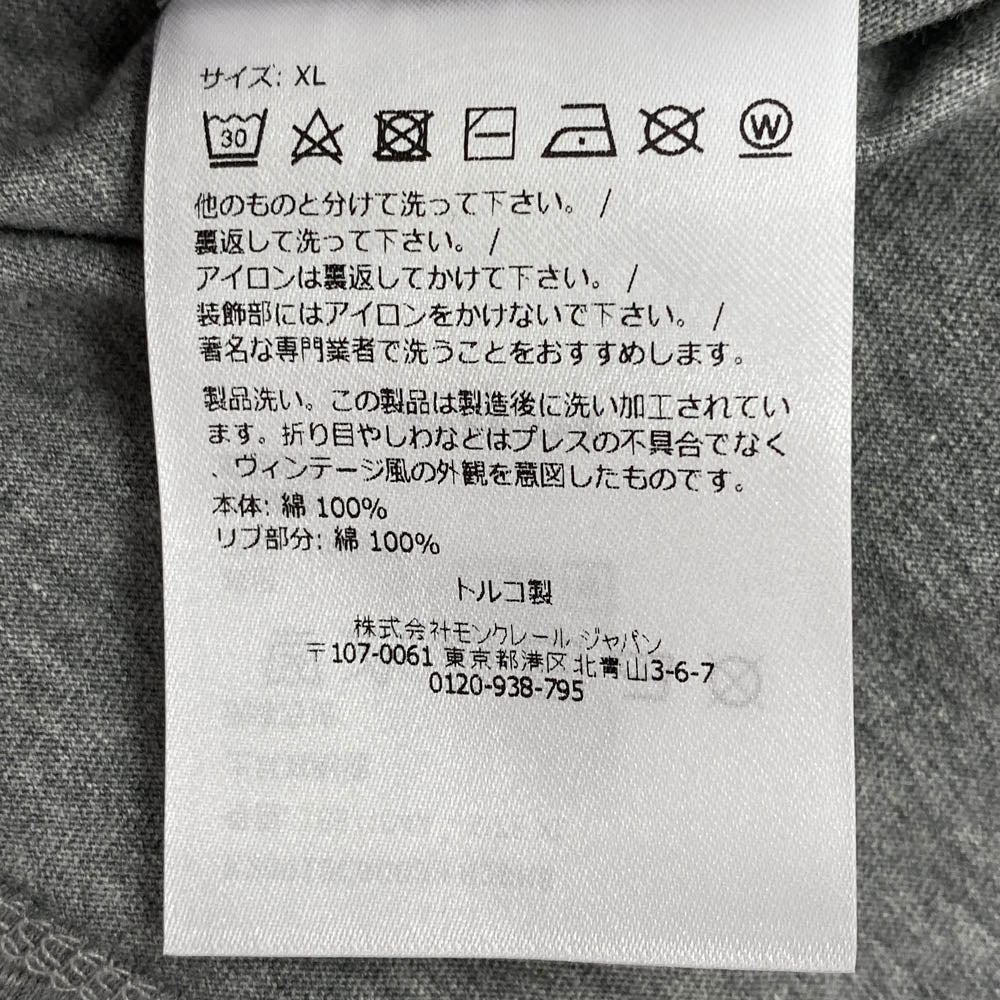 サイズ: XL
30
W
他のものと分けて洗って下さい。 /
裏返して洗って下さい。 /
アイロンは裏返してかけて下さい。 /
装飾部にはアイロンをかけないで下さい。 /
著名な専門業者で洗うことをおすすめします。
製品洗い。この製品は製造後に洗い加工されてい
ます。折り目やしわなどはプレスの不具合でなく
、ヴィンテージ風の外観を意図したものです。
本体: 綿 100%
リブ部分: 綿 100%
トルコ製
株式会社モンクレール ジャパン
〒107-0061 東京都港区北青山3-6-7
0120-938-795